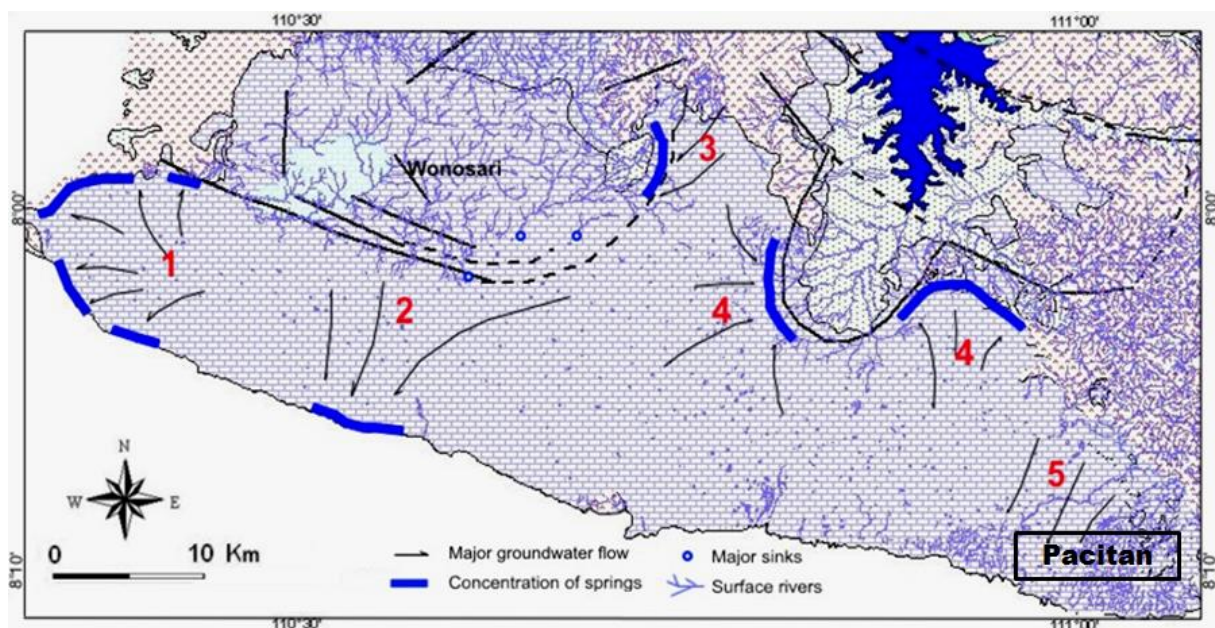 110°30'
111°00'
Wonosari
3
8°00'
8°00'
1
2
4
4
5
N
W
E
S
0
10 Km
Major groundwater flow
Major sinks
Concentration of springs
Surface rivers
Pacitan
8°10'
8°10'
110°30'
111°00'